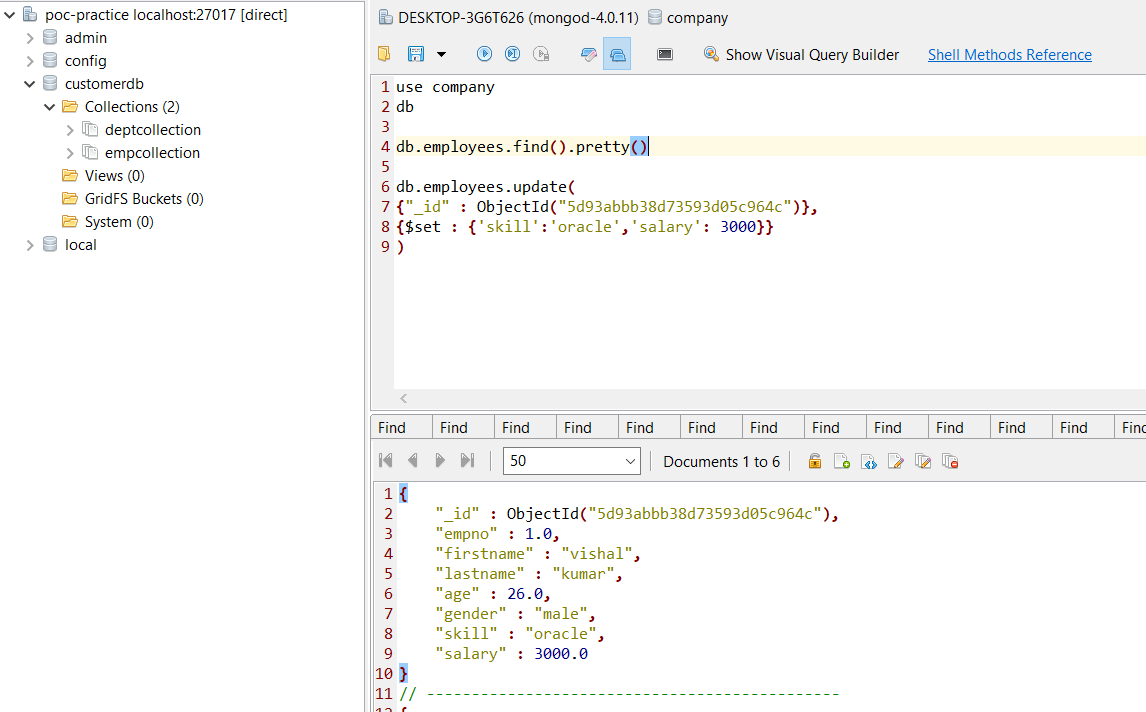 poc-practice localhost:27017 [direct]
admin
config
customerdb
Collections (2)
deptcollection
empcollection
Views (0)
GridFS Buckets (0)
System (0)
local
DESKTOP-3G6T626 (mongod-4.0.11) company
Show Visual Query Builder Shell Methods Reference
1 use company
2 db
3
4 db.employees.find().pretty()
5
6 db.employees.update(
7 {"_id" : ObjectId("5d93abbb38d73593d05c964c")},
8 {$set : {'skill':'oracle','salary': 3000}}
9 )
Find Find Find Find Find Find Find Find Find Find Find Find
50 Documents 1 to 6
1 {
2 "_id" : ObjectId("5d93abbb38d73593d05c964c"),
3 "empno" : 1.0,
4 "firstname" : "vishal",
5 "lastname" : "kumar",
6 "age" : 26.0,
7 "gender" : "male",
8 "skill" : "oracle",
9 "salary" : 3000.0
10 }
11 // ----------------------------------------------